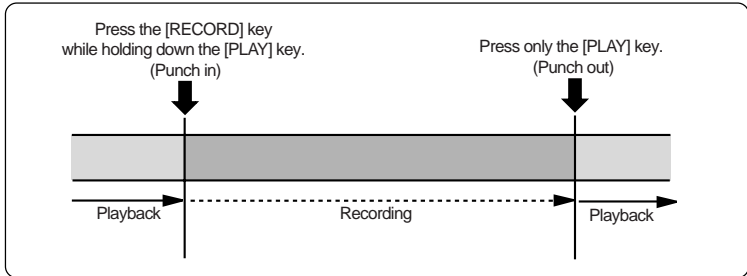 Press the [RECORD] key
while holding down the [PLAY] key.
(Punch in)
Press only the [PLAY] key.
(Punch out)
Playback
Recording
Playback